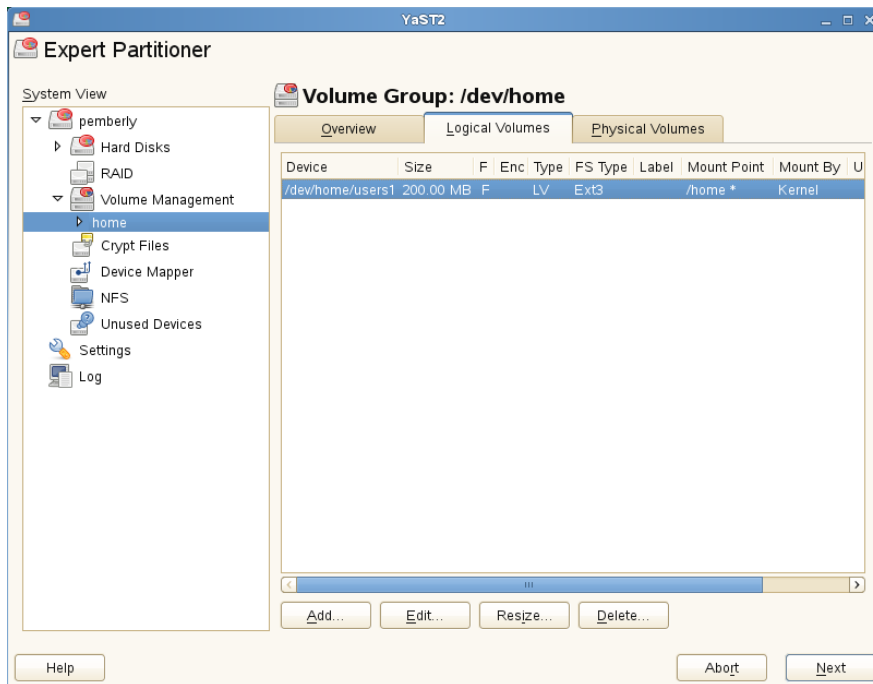 YaST2
Expert Partitioner
System View
pemberly
Hard Disks
RAID
Volume Management
home
Crypt Files
Device Mapper
NFS
Unused Devices
Settings
Log
Volume Group: /dev/home
Overview Logical Volumes Physical Volumes
Device Size F Enc Type FS Type Label Mount Point Mount By U
/dev/home/users1 200.00 MB F LV Ext3 /home * Kernel
Add... Edit... Resize... Delete...
Help Abort Next